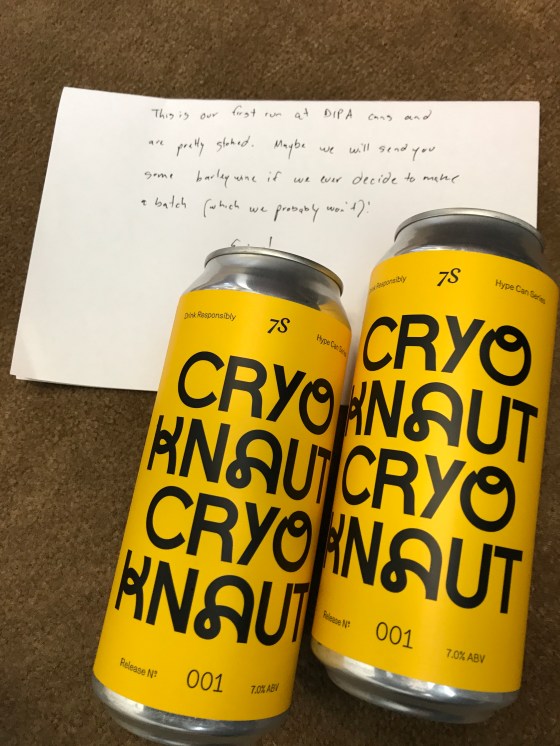 This is our first run at DIPA cans and
are pretty stoked. Maybe we will send you
some barleywine if we ever decide to make
a batch (which we probably won't)!
Drink Responsibly
7S
Hype Can Series
CRYO
KNAUT
CRYO
KNAUT
Release Nº
001
7.0% ABV
Drink Responsibly
7S
Hype Can Series
CRYO
KNAUT
CRYO
KNAUT
Release Nº
001
7.0% ABV